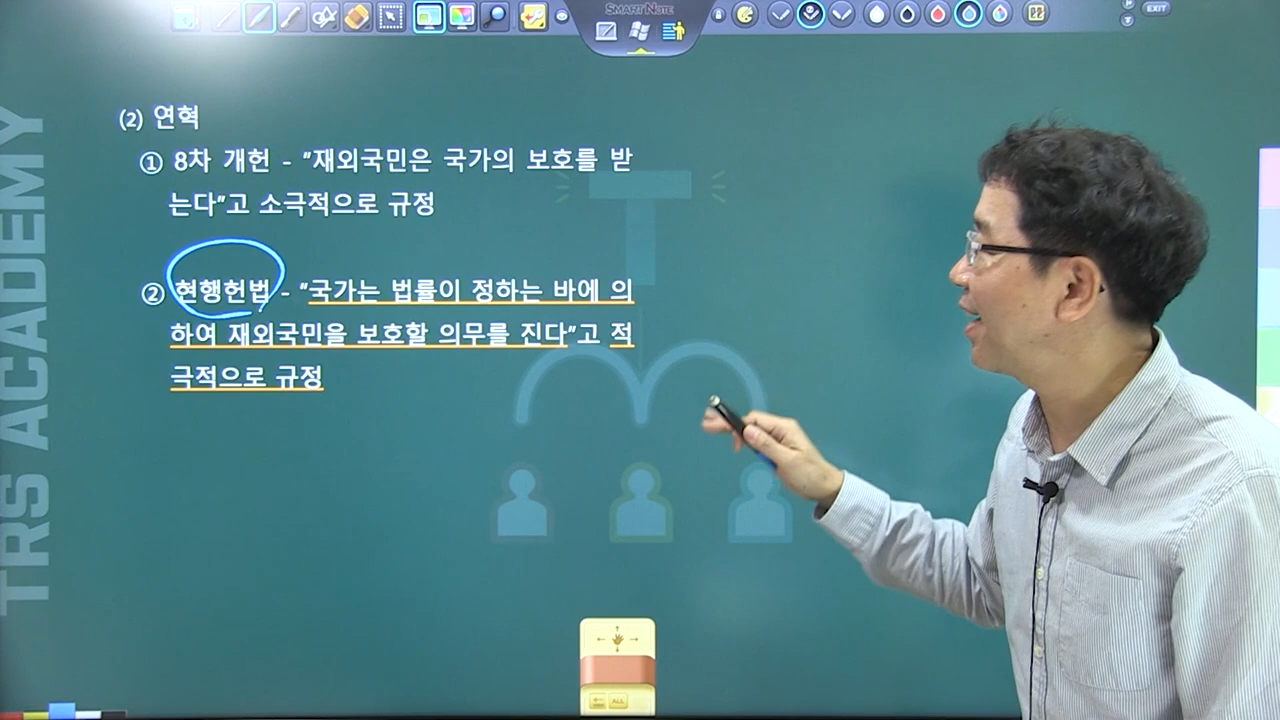 SMARTNOTE
EXIT
(2) 연혁
① 8차 개헌 - "재외국민은 국가의 보호를 받
는다"고 소극적으로 규정
② 현행헌법 - "국가는 법률이 정하는 바에 의
하여 재외국민을 보호할 의무를 진다"고 적
극적으로 규정
TRS ACADEMY
ALL